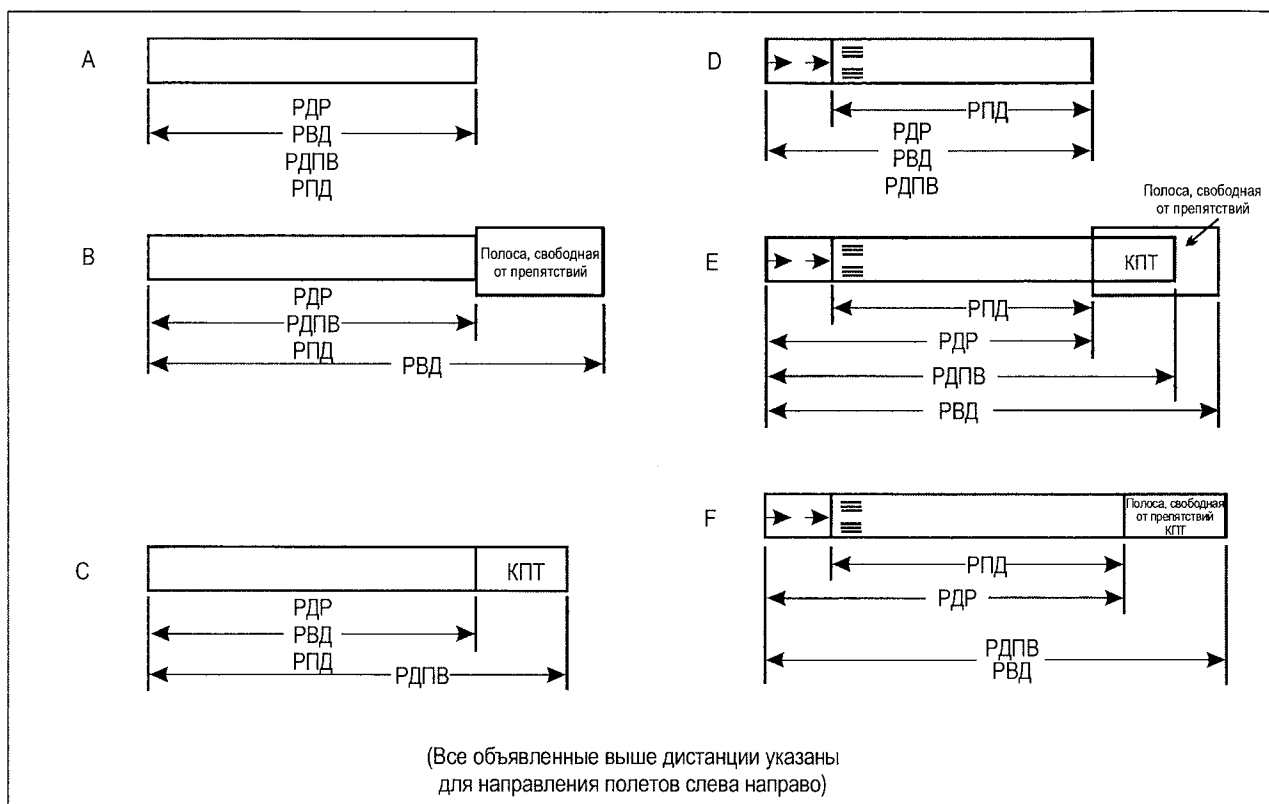 A
РДР
РВД
РДПВ
РПД
B
Полоса, свободная
от препятствий
РДР
РДПВ
РПД
РВД
C
КПТ
РДР
РВД
РПД
РДПВ
D
РПД
РДР
РВД
РДПВ
Полоса, свободная
от препятствий
E
КПТ
РПД
РДР
РДПВ
РВД
F
Полоса, свободная
от препятствий
КПТ
РПД
РДР
РДПВ
РВД
(Все объявленные выше дистанции указаны
для направления полетов слева направо)